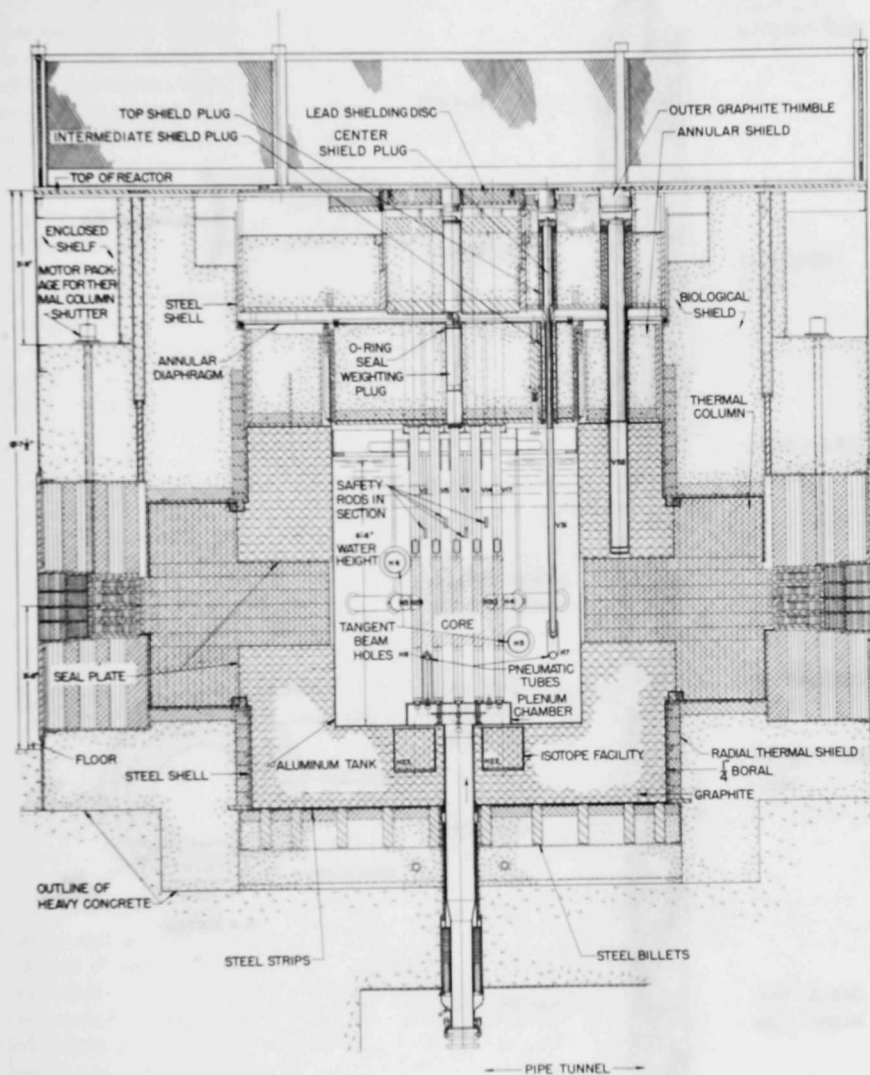 TOP SHIELD PLUG
LEAD SHIELDING DISC
OUTER GRAPHITE THIMBLE
INTERMEDIATE SHIELD PLUG
CENTER
SHIELD PLUG
ANNULAR SHIELD
TOP OF REACTOR
ENCLOSED
SHELF
MOTOR PACK-
AGE FOR THER-
MAL COLUMN
SHUTTER
STEEL
SHELL
BIOLOGICAL
SHIELD
ANNULAR
DIAPHRAGM
O-RING
SEAL
WEIGHTING
PLUG
THERMAL
COLUMN
SAFETY
RODS IN
SECTION
WATER
HEIGHT
TANGENT
BEAM
HOLES
CORE
SEAL PLATE
PNEUMATIC
TUBES
PLENUM
CHAMBER
FLOOR
STEEL SHELL
ALUMINUM TANK
ISOTOPE FACILITY
RADIAL THERMAL SHIELD
1/4 BORAL
GRAPHITE
OUTLINE OF
HEAVY CONCRETE
STEEL STRIPS
STEEL BILLETS
PIPE TUNNEL